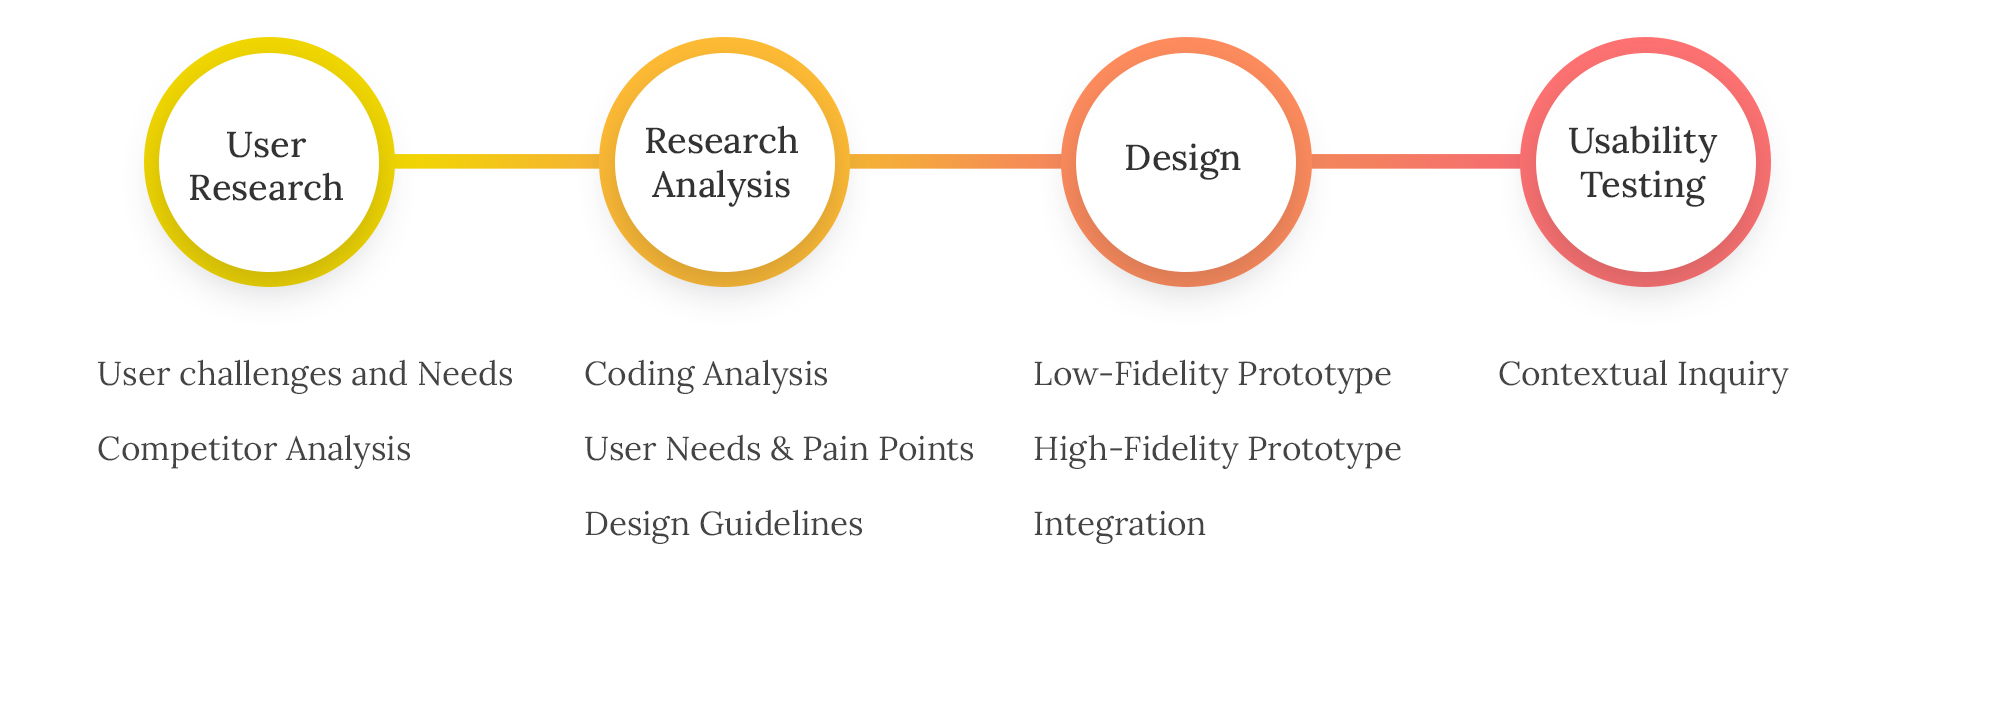 User
Research
Research
Analysis
Design
Usability
Testing
User challenges and Needs
Competitor Analysis
Coding Analysis
User Needs & Pain Points
Design Guidelines
Low-Fidelity Prototype
High-Fidelity Prototype
Integration
Contextual Inquiry